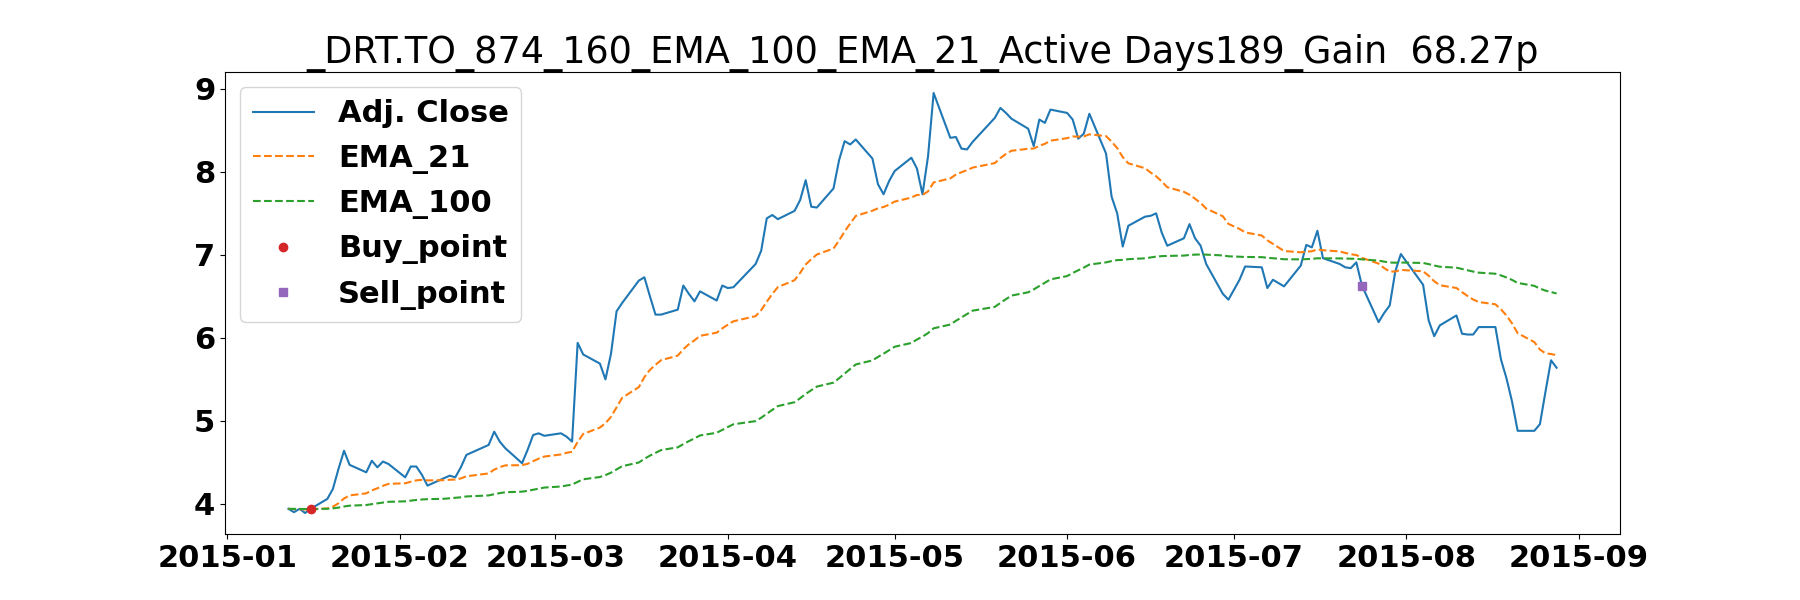 _DRT.TO_874_160_EMA_100_EMA_21_Active Days189_Gain  68.27p
9
8
7
6
5
4
Adj. Close
EMA_21
EMA_100
Buy_point
Sell_point
2015-01 2015-02 2015-03 2015-04 2015-05 2015-06 2015-07 2015-08 2015-09